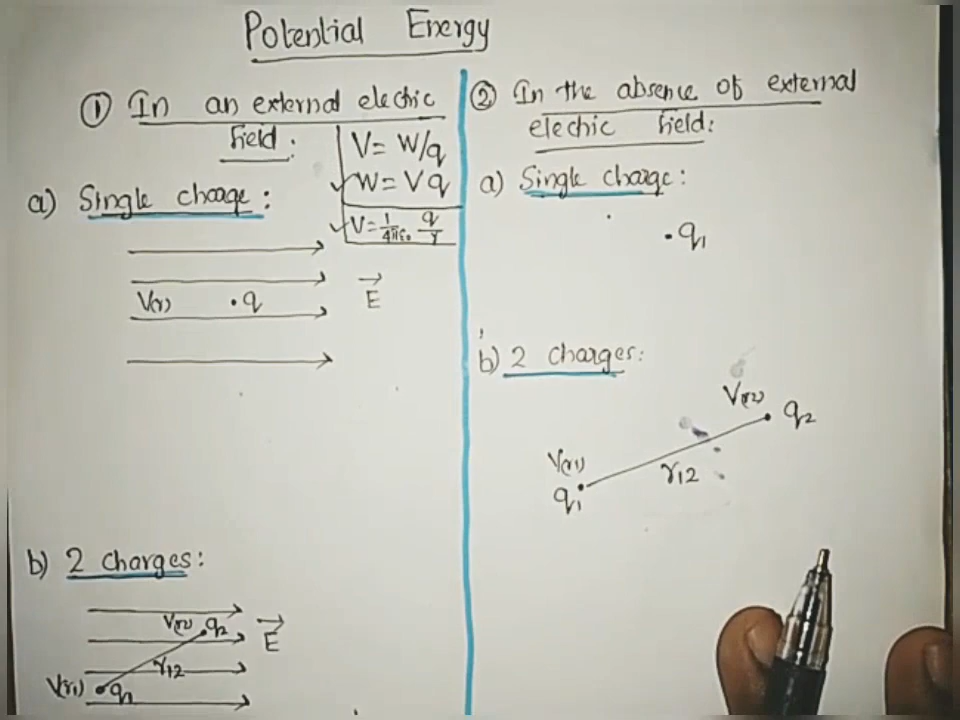 Potential Energy
① In an external electric
field:
V = W/q
W = Vq
V = 1/4πε₀ q/r
a) Single charge:
V(r) .q
E→
b) 2 charges:
V(r2) q2
E→
r12
V(r1) q1
② In the absence of external
electric field:
a) Single charge:
.q1
b) 2 charges:
V(r2)
q2
V(r1)
r12
q1